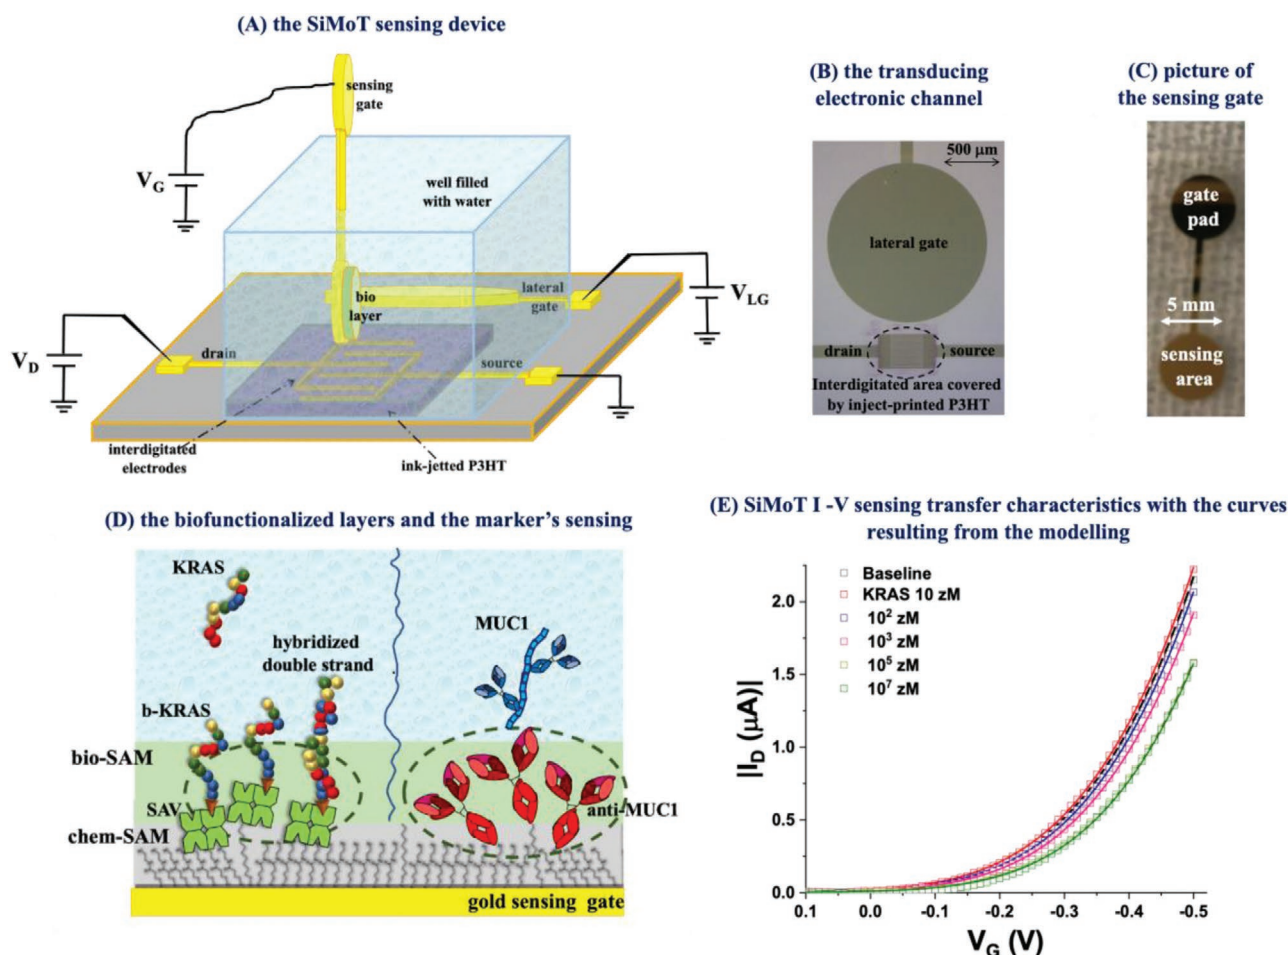 (A) the SiMoT sensing device
sensing
gate
V_G
well filled
with water
bio
layer
lateral
gate
V_LG
V_D
drain
source
interdigitated
electrodes
ink-jetted P3HT
(B) the transducing
electronic channel
500 μm
lateral gate
drain
source
Interdigitated area covered
by inject-printed P3HT
(C) picture of
the sensing gate
gate
pad
5 mm
sensing
area
(D) the biofunctionalized layers and the marker's sensing
KRAS
hybridized
double strand
MUC1
b-KRAS
bio-SAM
SAV
anti-MUC1
chem-SAM
gold sensing gate
(E) SiMoT I -V sensing transfer characteristics with the curves
resulting from the modelling
Baseline
KRAS 10 zM
10² zM
10³ zM
10⁵ zM
10⁷ zM
|I_D (μA)|
2.0
1.5
1.0
0.5
0.0
0.1 0.0 -0.1 -0.2 -0.3 -0.4 -0.5
V_G (V)